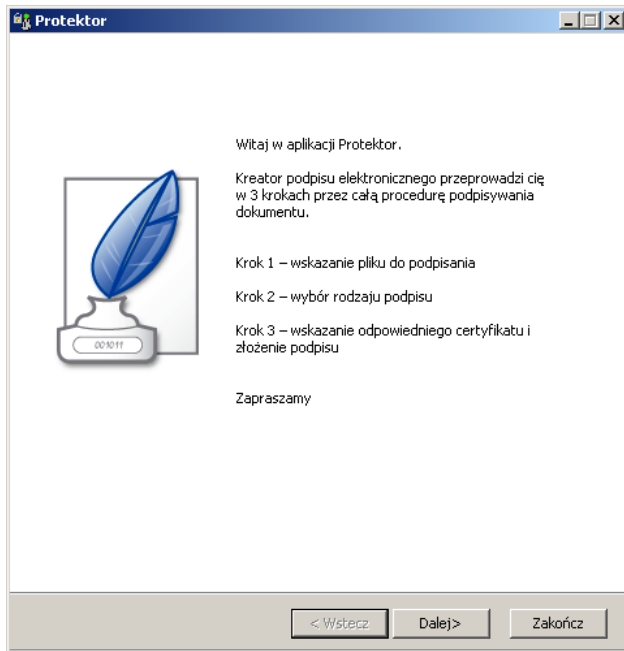 Protektor
Witaj w aplikacji Protektor.
Kreator podpisu elektronicznego przeprowadzi cię
w 3 krokach przez całą procedurę podpisywania
dokumentu.
Krok 1 – wskazanie pliku do podpisania
Krok 2 – wybór rodzaju podpisu
Krok 3 – wskazanie odpowiedniego certyfikatu i
złożenie podpisu
Zapraszamy
001011
< Wstecz
Dalej>
Zakończ